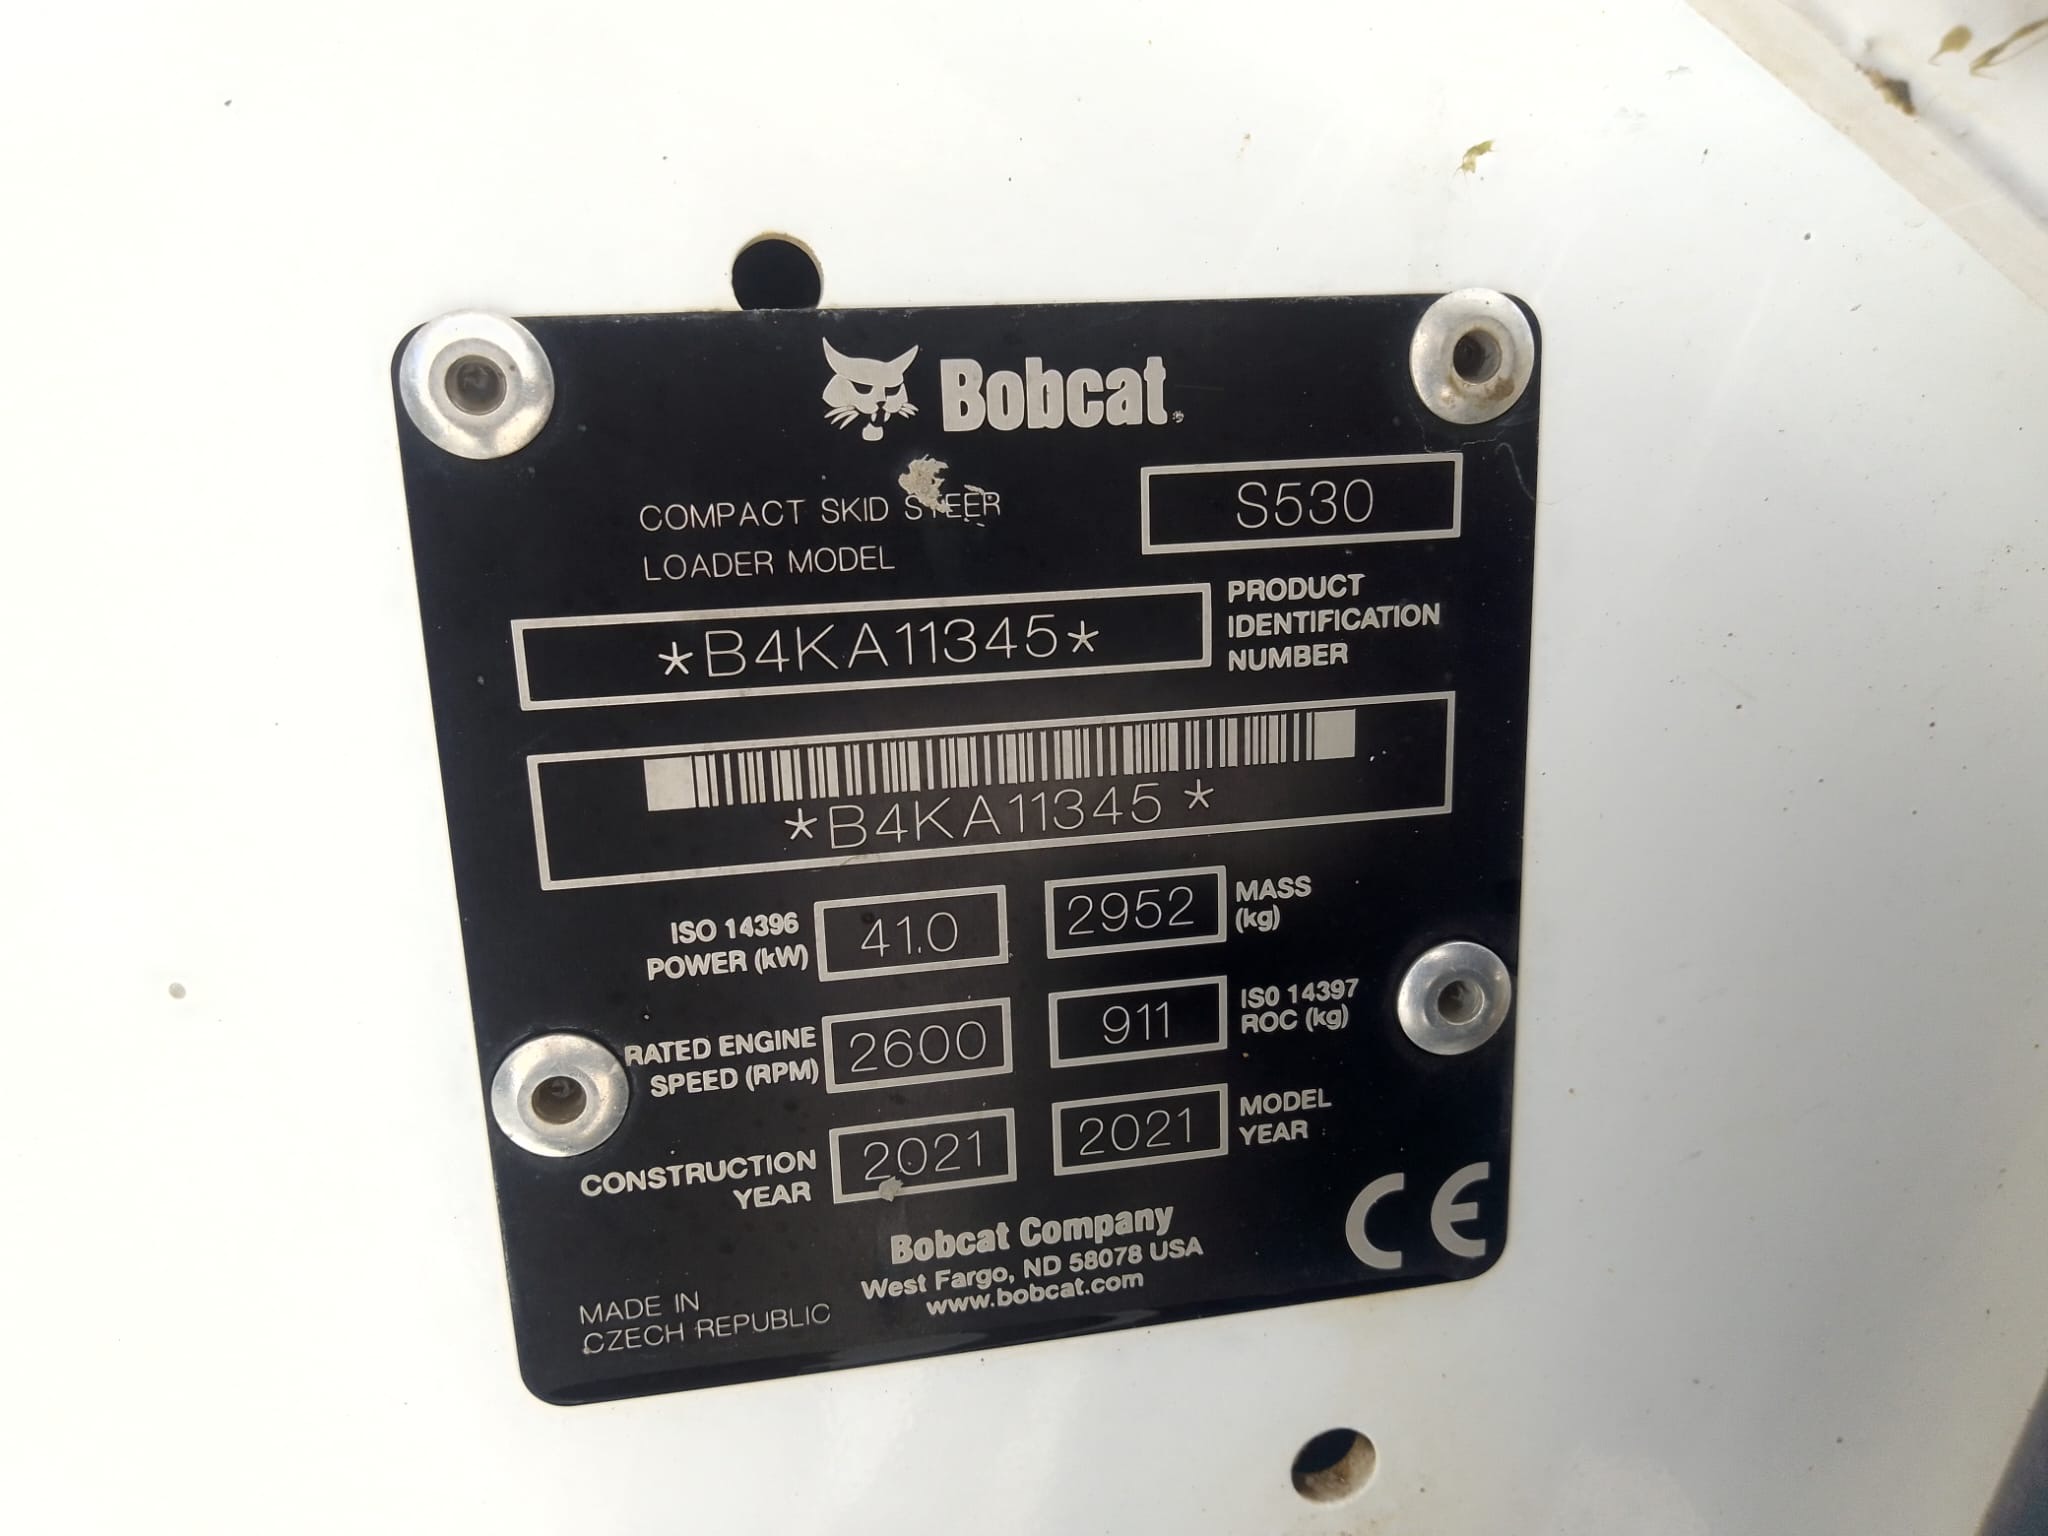 Bobcat
COMPACT SKID STEER
LOADER MODEL
S530
*B4KA11345*
PRODUCT
IDENTIFICATION
NUMBER
*B4KA11345*
ISO 14396
POWER (kW)
41.0
2952
MASS
(kg)
RATED ENGINE
SPEED (RPM)
2600
911
ISO 14397
ROC (kg)
CONSTRUCTION
YEAR
2021
2021
MODEL
YEAR
Bobcat Company
West Fargo, ND 58078 USA
www.bobcat.com
CE
MADE IN
CZECH REPUBLIC